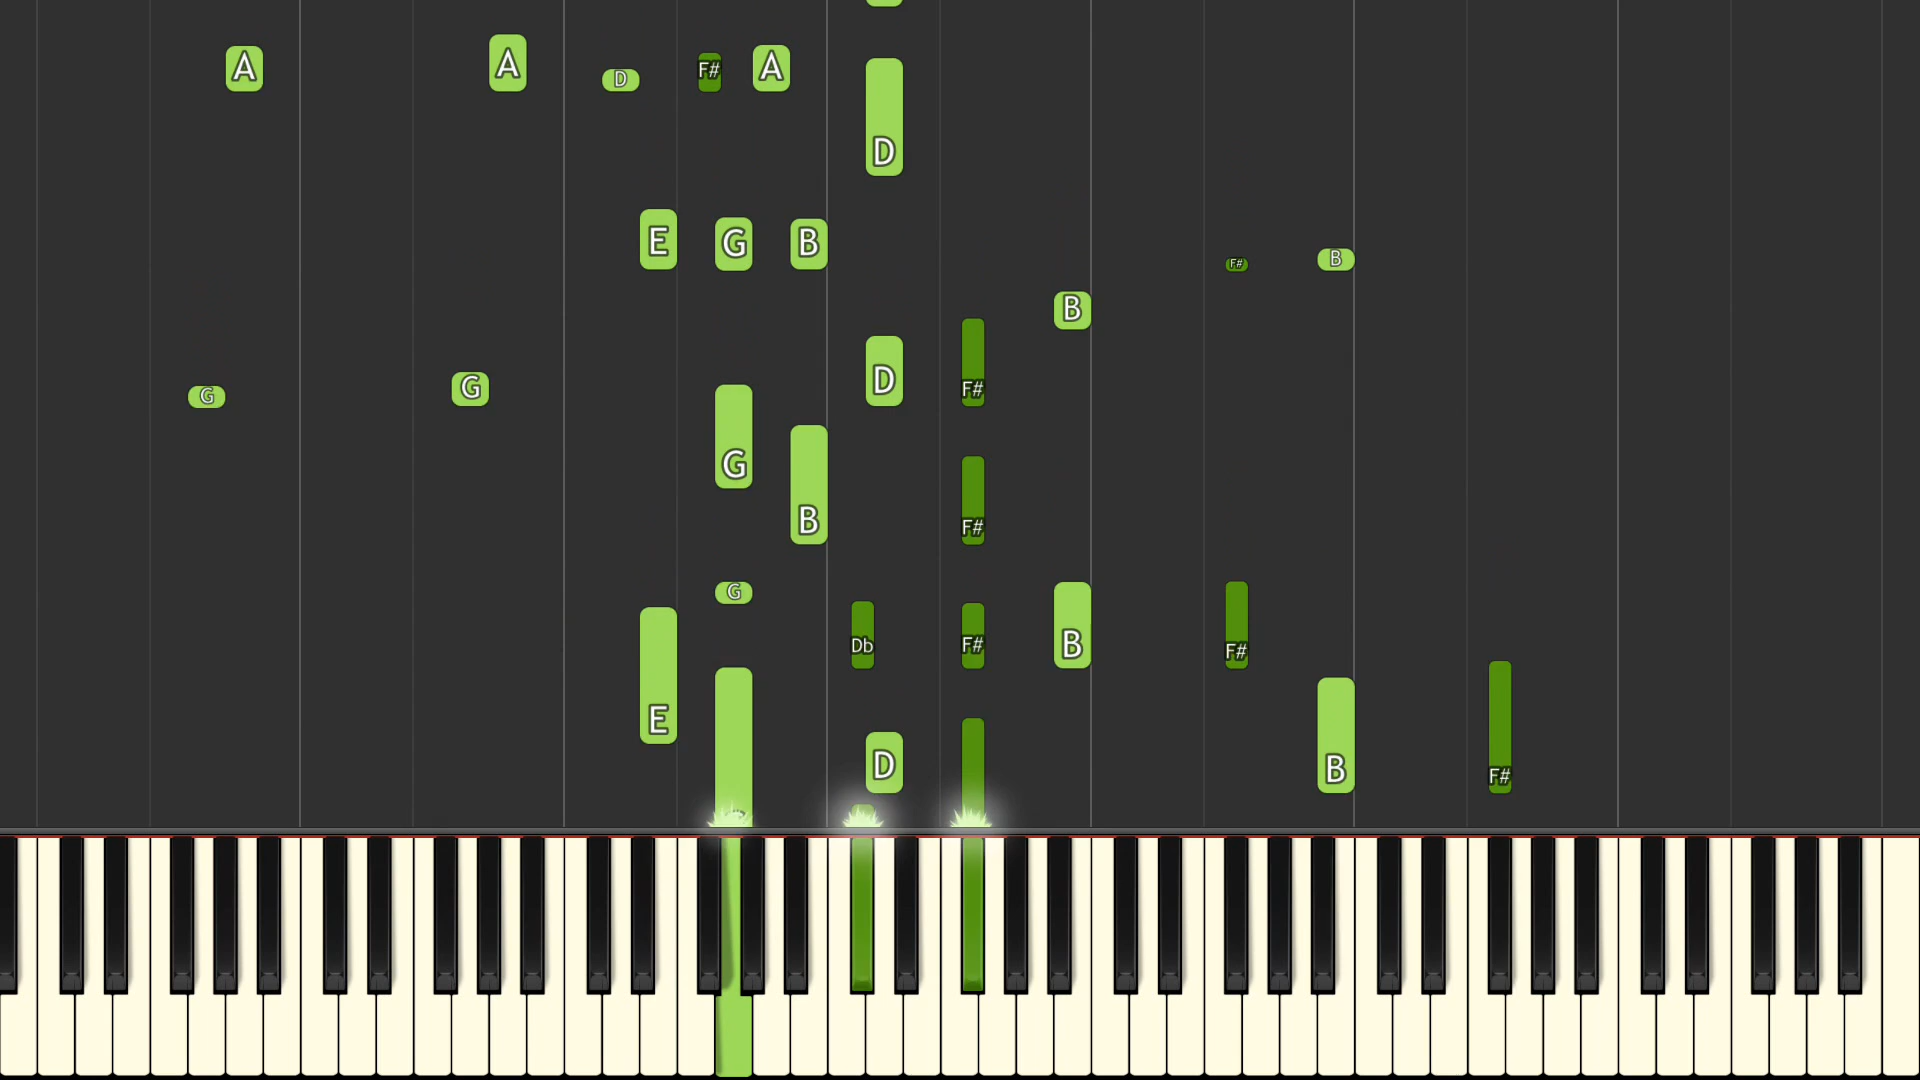 A A D F# A
D
E G B F# B
B
G G D F#
G
B F#
G
Db F# B F#
E
D B F#